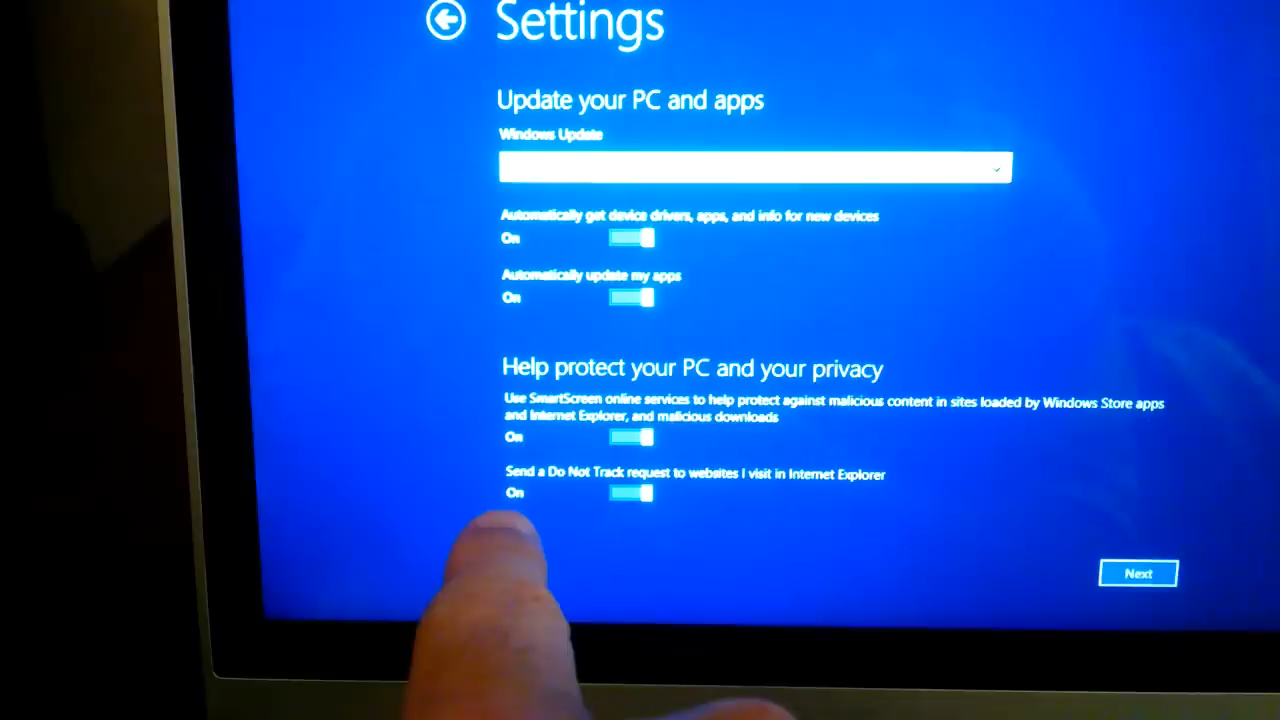 Settings
Update your PC and apps
Windows Update
Automatically get device drivers, apps, and info for new devices
On
Automatically update my apps
On
Help protect your PC and your privacy
Use SmartScreen online services to help protect against malicious content in sites loaded by Windows Store apps
and Internet Explorer, and malicious downloads
On
Send a Do Not Track request to websites I visit in Internet Explorer
On
Next